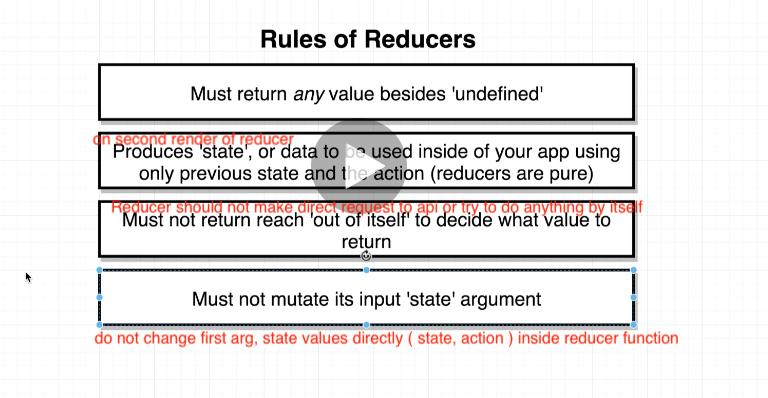 Rules of Reducers
Must return any value besides 'undefined'
on second render of reducer
Produces 'state', or data to be used inside of your app using
only previous state and the action (reducers are pure)
Reducer should not make direct request to api or try to do anything by itself
Must not return reach 'out of itself' to decide what value to
return
Must not mutate its input 'state' argument
do not change first arg, state values directly ( state, action ) inside reducer function